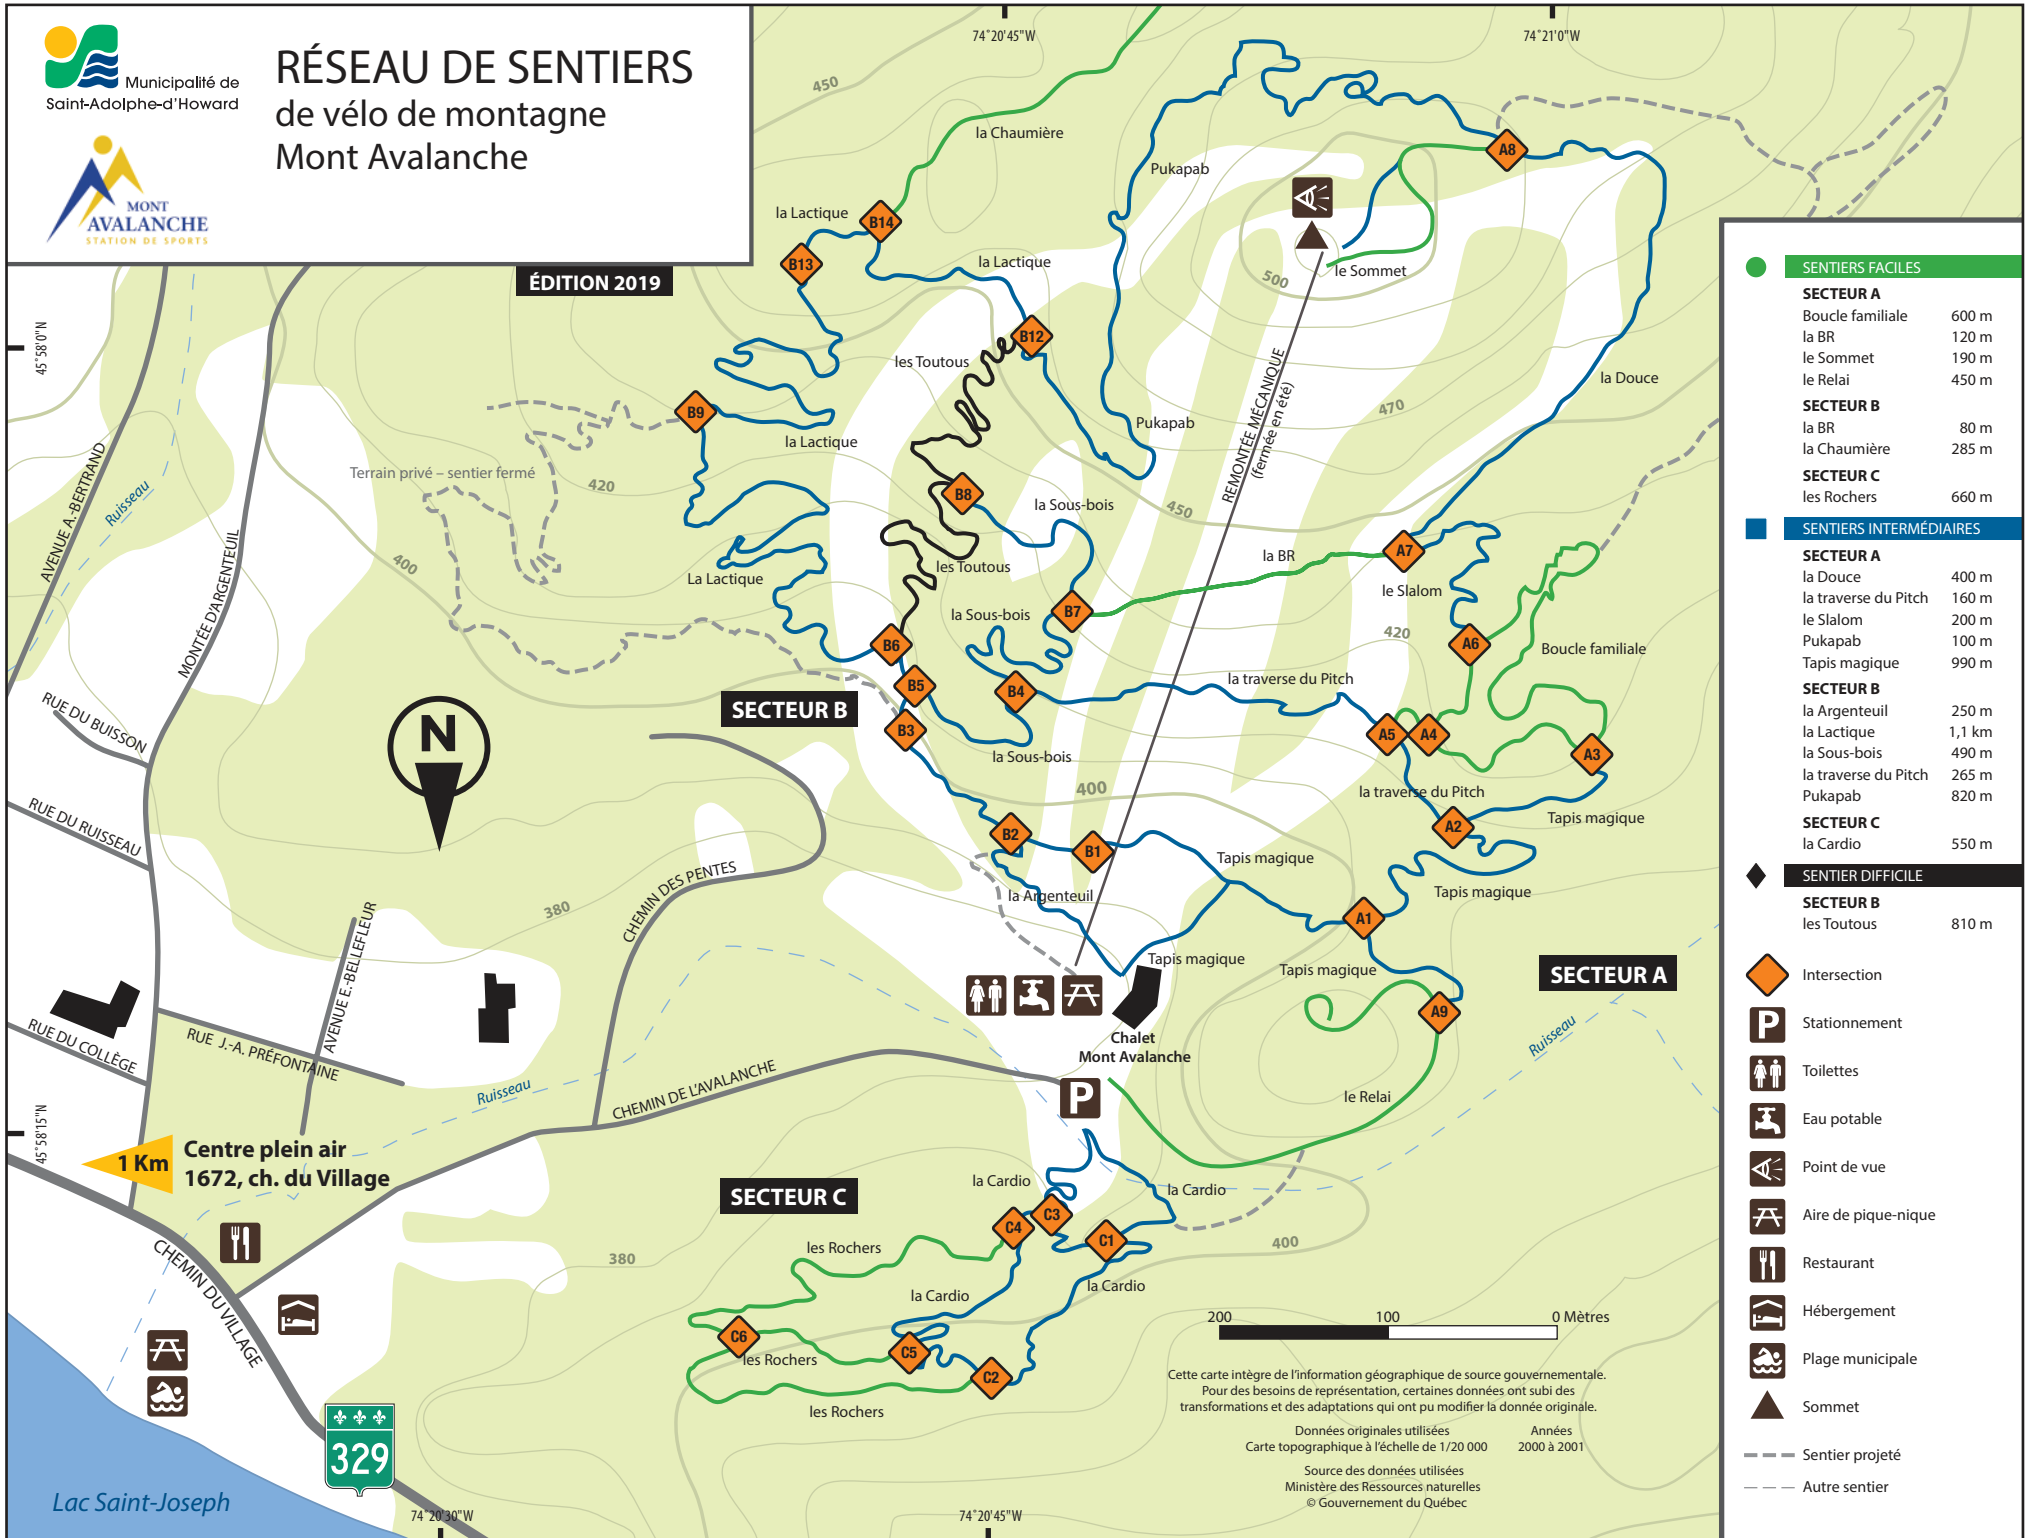 Municipalité de
Saint-Adolphe-d'Howard
MONT
AVALANCHE
STATION DE SPORTS
RÉSEAU DE SENTIERS
de vélo de montagne
Mont Avalanche
ÉDITION 2019
74°20'45"W
74°21'0"W
45°58'0"N
45°58'15"N
74°20'30"W
74°20'45"W
450
la Chaumière
Pukapab
A8
la Lactique
B14
B13
la Lactique
le Sommet
500
B12
les Toutous
REMONTÉE MÉCANIQUE
(fermée en été)
la Douce
470
B9
Pukapab
la Lactique
Terrain privé – sentier fermé
420
400
B8
la Sous-bois
450
AVENUE A.-BERTRAND
Ruisseau
MONTÉE D'ARGENTEUIL
La Lactique
les Toutous
la BR
A7
le Slalom
la Sous-bois
B7
420
A6
Boucle familiale
B6
B5
B4
la traverse du Pitch
SECTEUR B
B3
A5
A4
A3
la Sous-bois
N
RUE DU BUISSON
RUE DU RUISSEAU
400
la traverse du Pitch
Tapis magique
A2
B2
B1
Tapis magique
la Argenteuil
Tapis magique
A1
CHEMIN DES PENTES
380
AVENUE E.-BELLEFLEUR
Tapis magique
Tapis magique
SECTEUR A
A9
Chalet
Mont Avalanche
Ruisseau
RUE DU COLLÈGE
RUE J.-A. PRÉFONTAINE
Ruisseau
CHEMIN DE L'AVALANCHE
P
le Relai
1 Km
Centre plein air
1672, ch. du Village
SECTEUR C
la Cardio
la Cardio
C3
C4
C1
les Rochers
400
380
la Cardio
la Cardio
C6
les Rochers
C5
C2
les Rochers
CHEMIN DU VILLAGE
329
Lac Saint-Joseph
200
100
0 Mètres
Cette carte intègre de l'information géographique de source gouvernementale.
Pour des besoins de représentation, certaines données ont subi des
transformations et des adaptations qui ont pu modifier la donnée originale.
Données originales utilisées Années
Carte topographique à l'échelle de 1/20 000 2000 à 2001
Source des données utilisées
Ministère des Ressources naturelles
© Gouvernement du Québec
SENTIERS FACILES
SECTEUR A
Boucle familiale 600 m
la BR 120 m
le Sommet 190 m
le Relai 450 m
SECTEUR B
la BR 80 m
la Chaumière 285 m
SECTEUR C
les Rochers 660 m
SENTIERS INTERMÉDIAIRES
SECTEUR A
la Douce 400 m
la traverse du Pitch 160 m
le Slalom 200 m
Pukapab 100 m
Tapis magique 990 m
SECTEUR B
la Argenteuil 250 m
la Lactique 1,1 km
la Sous-bois 490 m
la traverse du Pitch 265 m
Pukapab 820 m
SECTEUR C
la Cardio 550 m
SENTIER DIFFICILE
SECTEUR B
les Toutous 810 m
Intersection
P Stationnement
Toilettes
Eau potable
Point de vue
Aire de pique-nique
Restaurant
Hébergement
Plage municipale
Sommet
Sentier projeté
Autre sentier